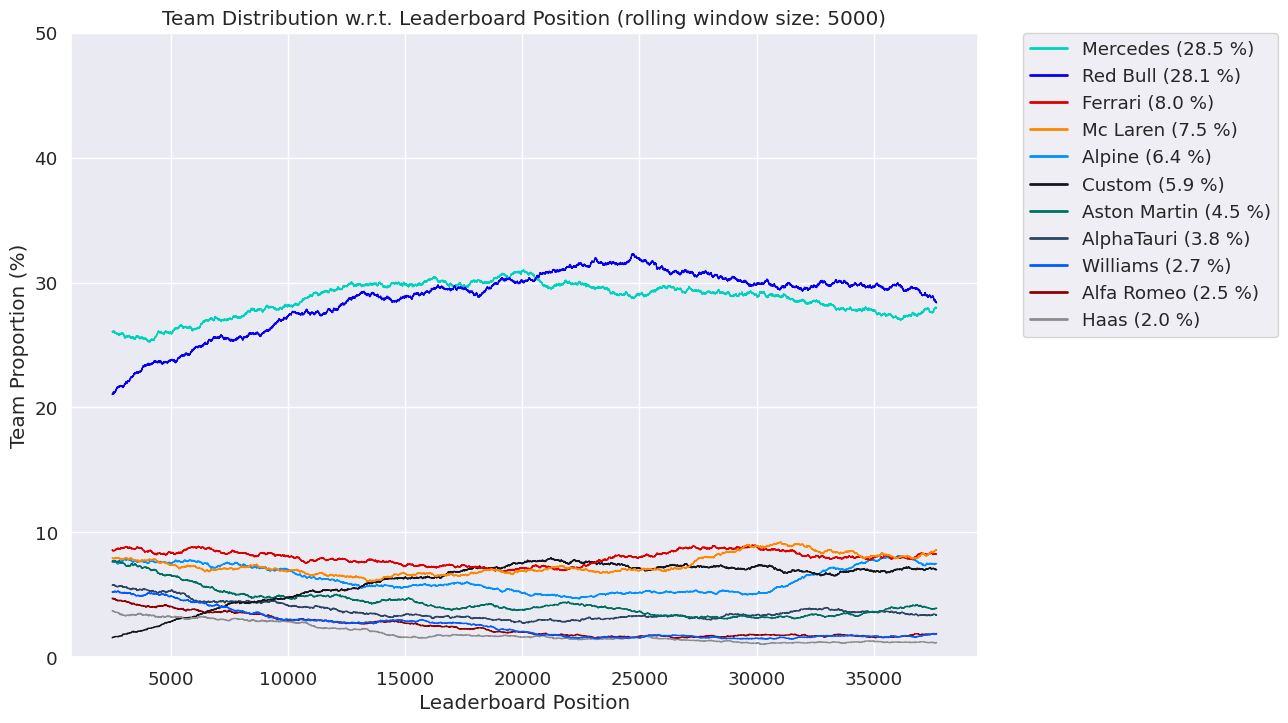 Team Distribution w.r.t. Leaderboard Position (rolling window size: 5000)
Team Proportion (%)
50
40
30
20
10
0
5000 10000 15000 20000 25000 30000 35000
Leaderboard Position
Mercedes (28.5 %)
Red Bull (28.1 %)
Ferrari (8.0 %)
Mc Laren (7.5 %)
Alpine (6.4 %)
Custom (5.9 %)
Aston Martin (4.5 %)
AlphaTauri (3.8 %)
Williams (2.7 %)
Alfa Romeo (2.5 %)
Haas (2.0 %)